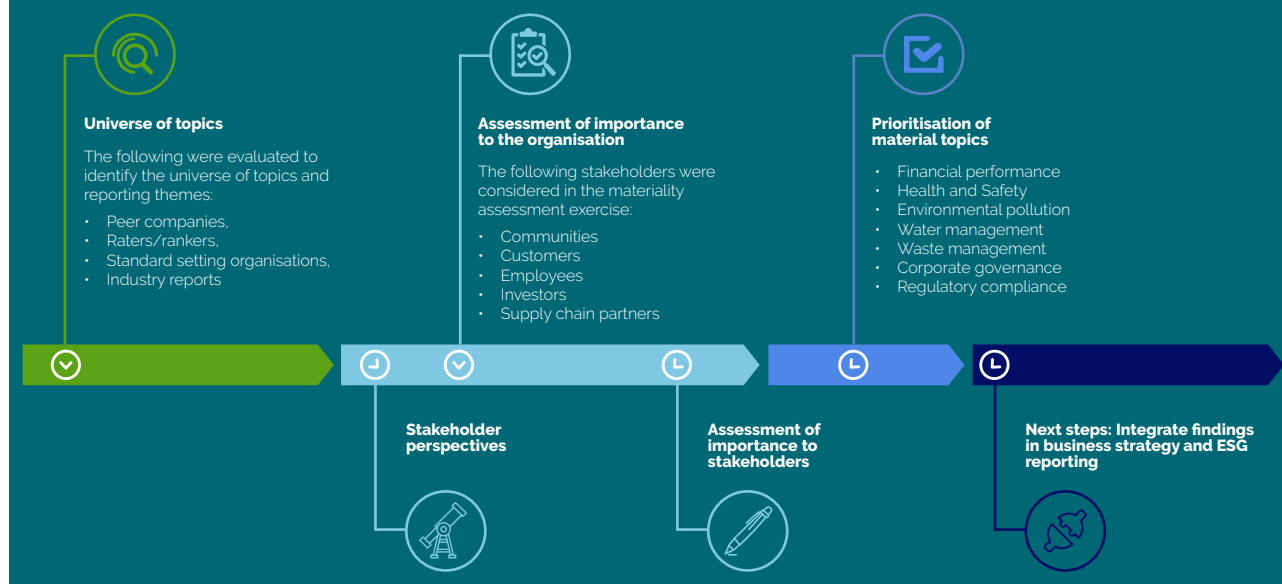 Universe of topics
The following were evaluated to
identify the universe of topics and
reporting themes:
• Peer companies,
• Raters/rankers,
• Standard setting organisations,
• Industry reports
Assessment of importance
to the organisation
The following stakeholders were
considered in the materiality
assessment exercise:
• Communities
• Customers
• Employees
• Investors
• Supply chain partners
Prioritisation of
material topics
• Financial performance
• Health and Safety
• Environmental pollution
• Water management
• Waste management
• Corporate governance
• Regulatory compliance
Stakeholder
perspectives
Assessment of
importance to
stakeholders
Next steps: Integrate findings
in business strategy and ESG
reporting